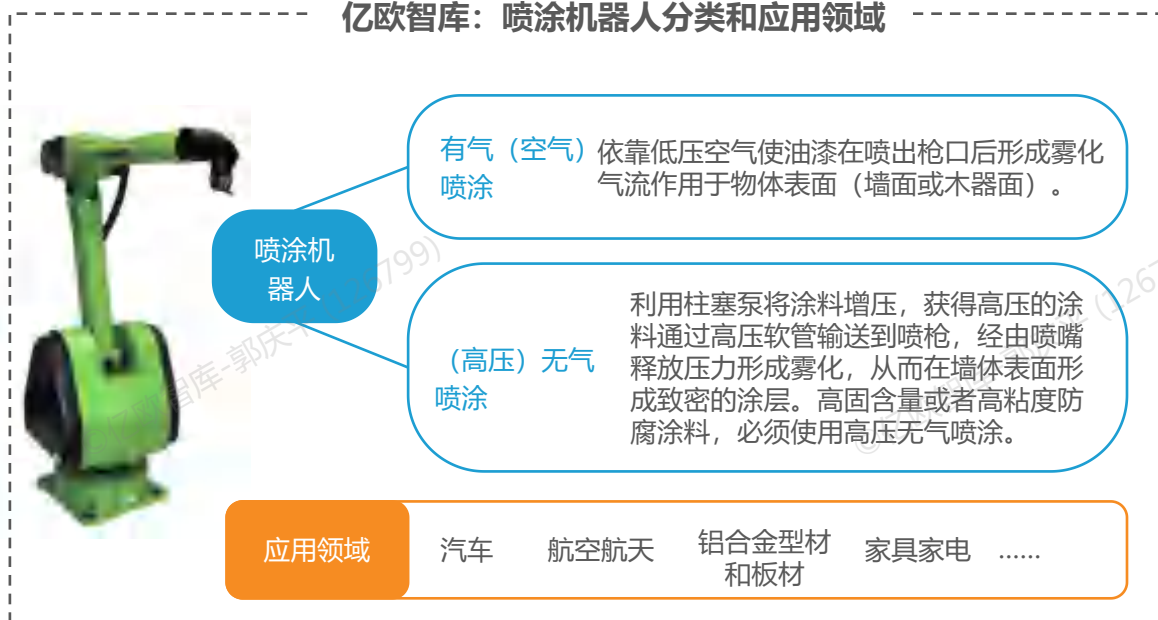 亿欧智库：喷涂机器人分类和应用领域
有气（空气）
喷涂
依靠低压空气使油漆在喷出枪口后形成雾化
气流作用于物体表面（墙面或木器面）。
喷涂机
器人
（高压）无气
喷涂
利用柱塞泵将涂料增压，获得高压的涂
料通过高压软管输送到喷枪，经由喷嘴
释放压力形成雾化，从而在墙体表面形
成致密的涂层。高固含量或者高粘度防
腐涂料，必须使用高压无气喷涂。
应用领域
汽车
航空航天
铝合金型材
和板材
家具家电
......